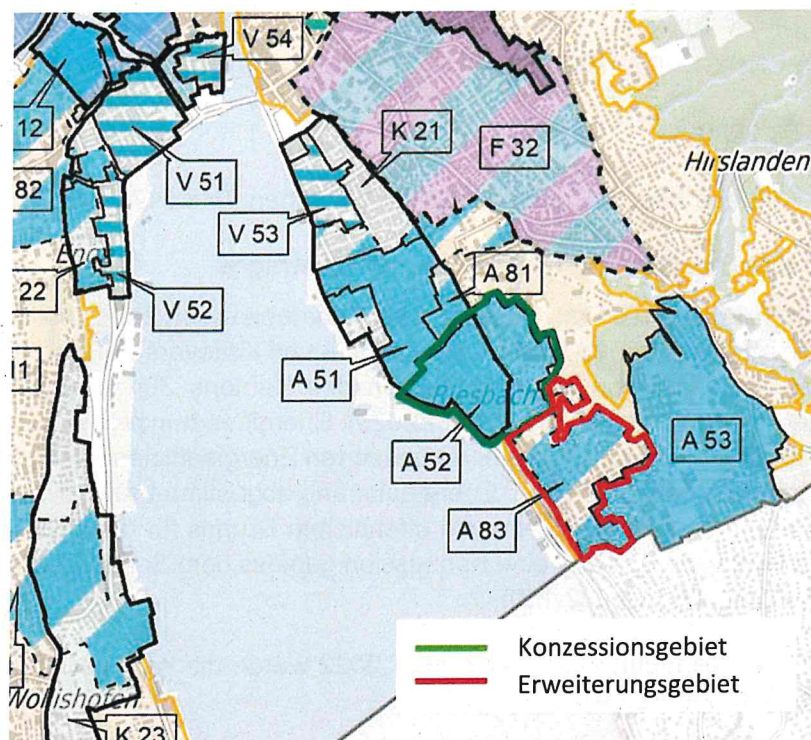 V 54
12
K 21
F 32
Hirslanden
82
V 51
V 53
A 81
22
V 52
A 51
Riesbach
A 52
A 53
A 83
Konzessionsgebiet
Erweiterungsgebiet
Wollishofen
K 23